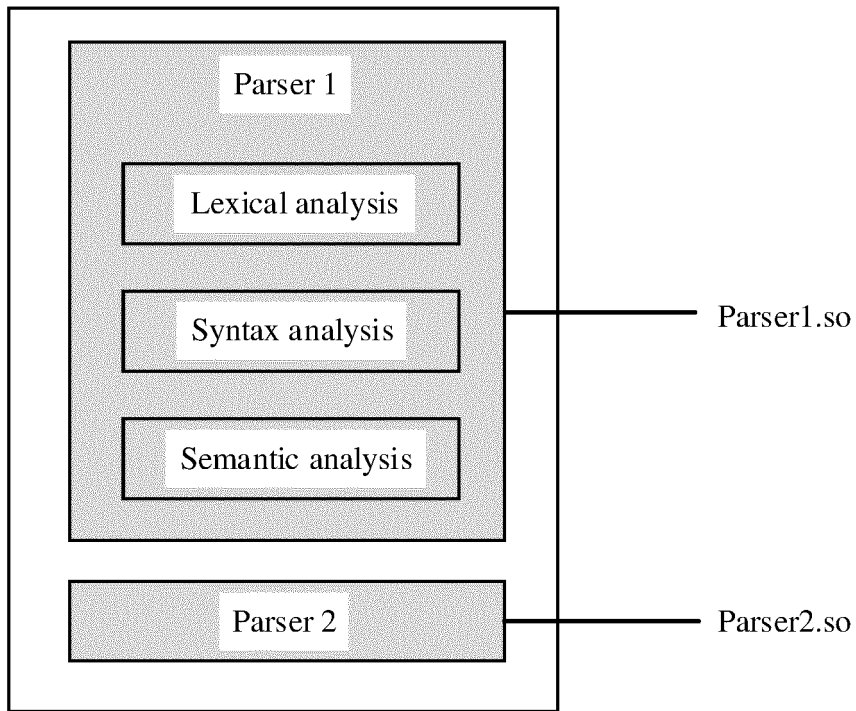 Parser 1
Lexical analysis
Syntax analysis
Parser1.so
Semantic analysis
Parser 2
Parser2.so